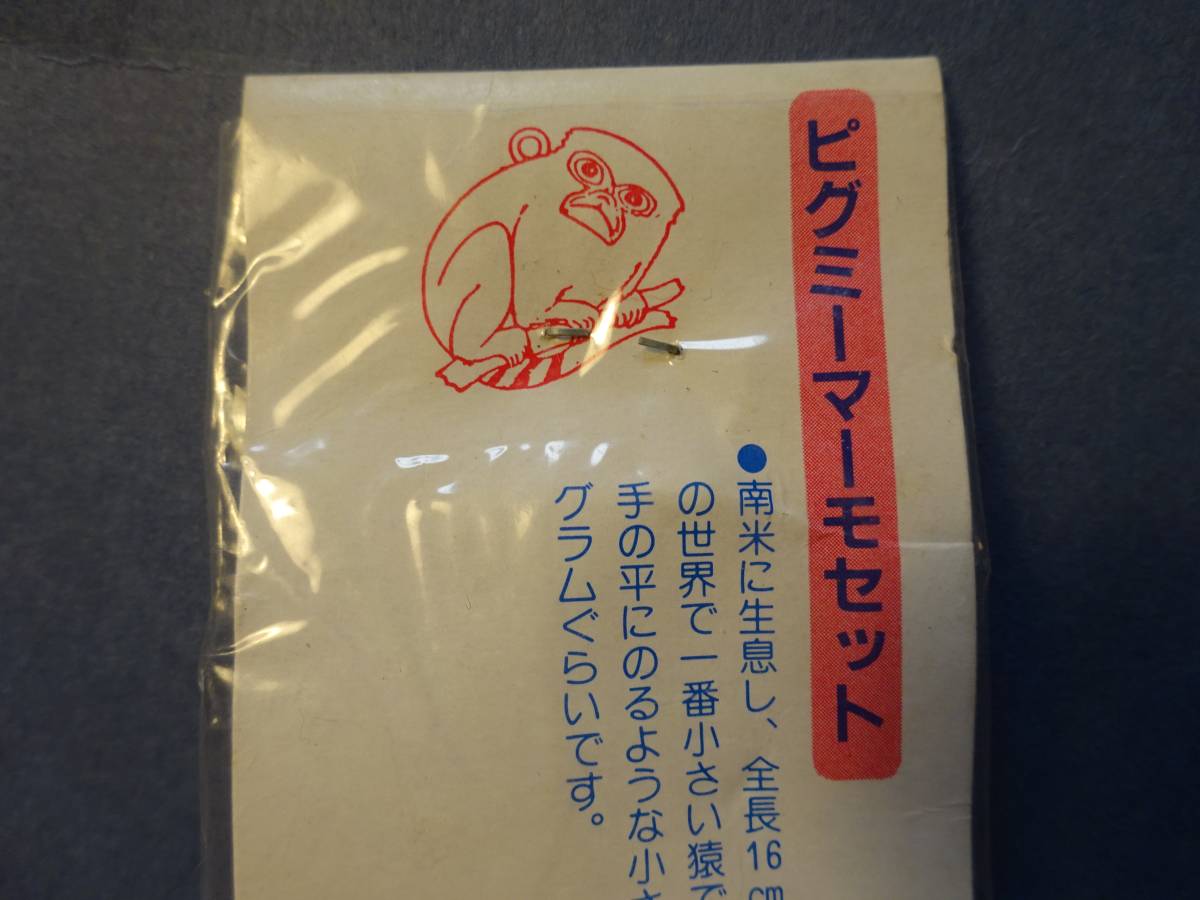 ピグミーマーモセット
●南米に生息し、全長16cm
の世界で一番小さい猿で
手の平にのるような小さ
グラムぐらいです。